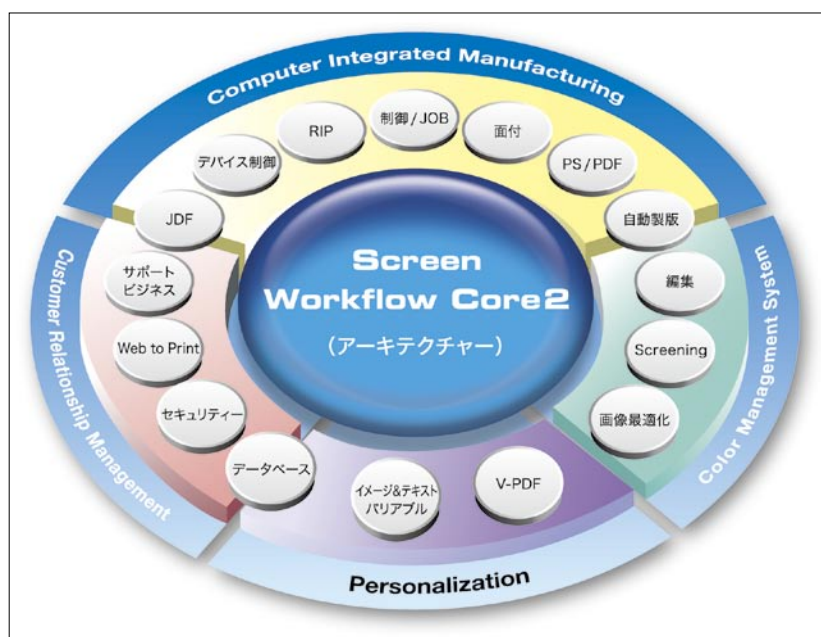 Computer Integrated Manufacturing
制御/JOB
RIP
面付
デバイス制御
PS/PDF
JDF
自動製版
Customer Relationship Management
サポート
ビジネス
Web to Print
セキュリティー
データベース
Screen
Workflow Core2
(アーキテクチャー)
編集
Screening
画像最適化
Color Management System
イメージ&テキスト
バリアブル
V-PDF
Personalization